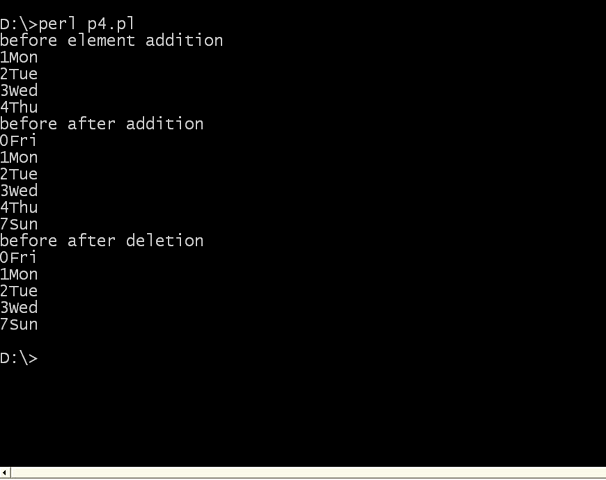 D:\>perl p4.pl
before element addition
1Mon
2Tue
3Wed
4Thu
before after addition
0Fri
1Mon
2Tue
3Wed
4Thu
7Sun
before after deletion
0Fri
1Mon
2Tue
3Wed
7Sun
D:\>